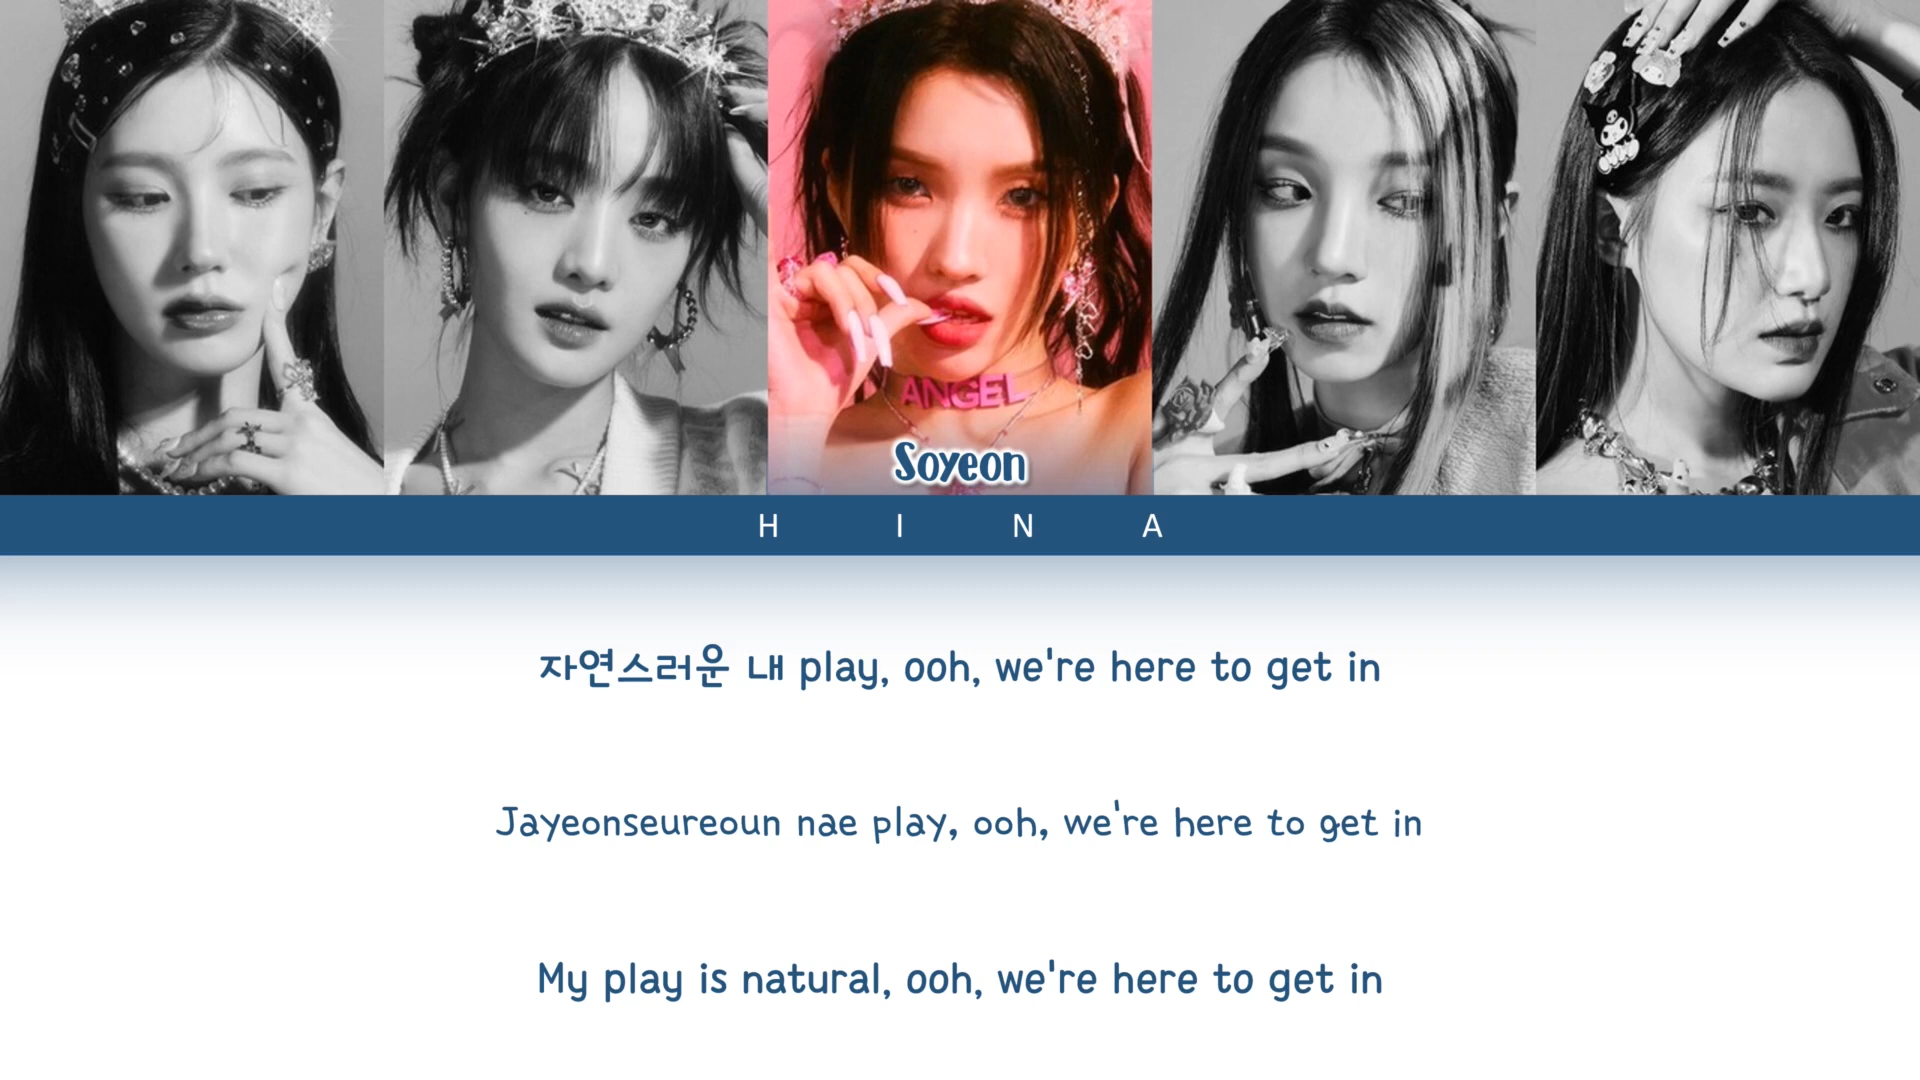 ANGEL
Soyeon
H I N A
자연스러운 내 play, ooh, we're here to get in
Jayeonseureoun nae play, ooh, we're here to get in
My play is natural, ooh, we're here to get in